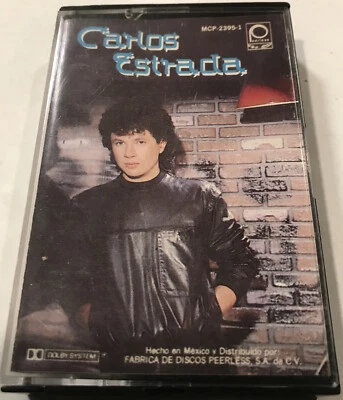 MCP-2395-1
Carlos
Estrada
DOLBY SYSTEM
Hecho en México y Distribuido por:
FABRICA DE DISCOS PEERLESS, S.A. de C.V.